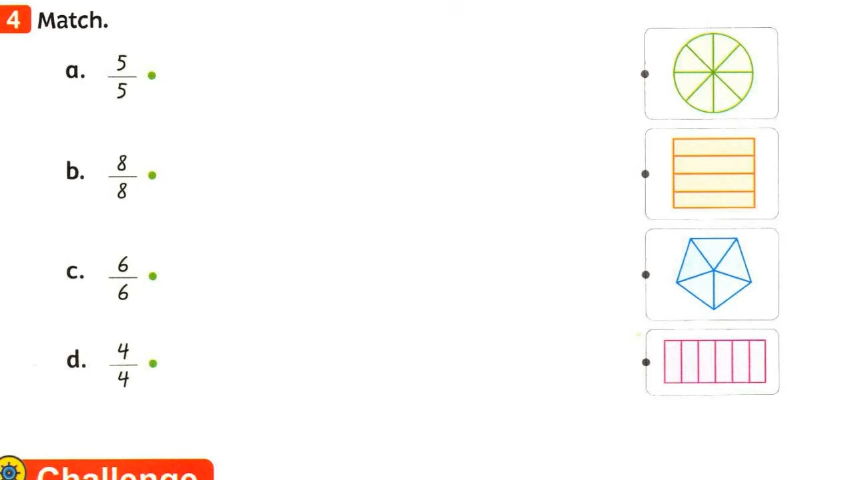 4 Match.
a. 5/5
b. 8/8
c. 6/6
d. 4/4
Challenge